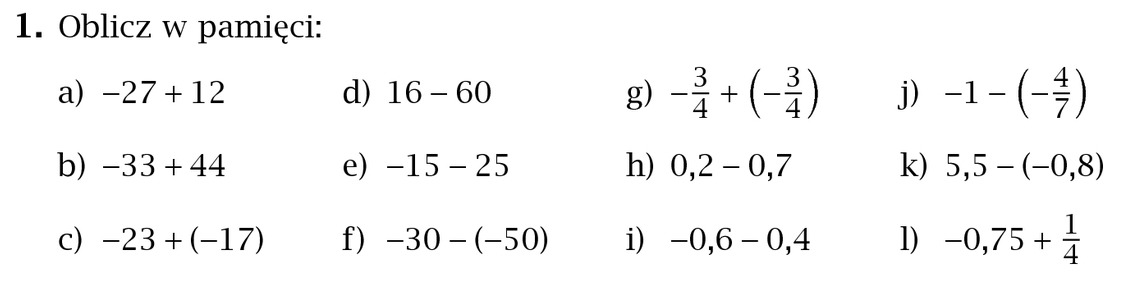 1. Oblicz w pamięci:
a) –27 + 12 d) 16 – 60 g) –3/4 + (–3/4) j) –1 – (–4/7)
b) –33 + 44 e) –15 – 25 h) 0,2 – 0,7 k) 5,5 – (–0,8)
c) –23 + (–17) f) –30 – (–50) i) –0,6 – 0,4 l) –0,75 + 1/4